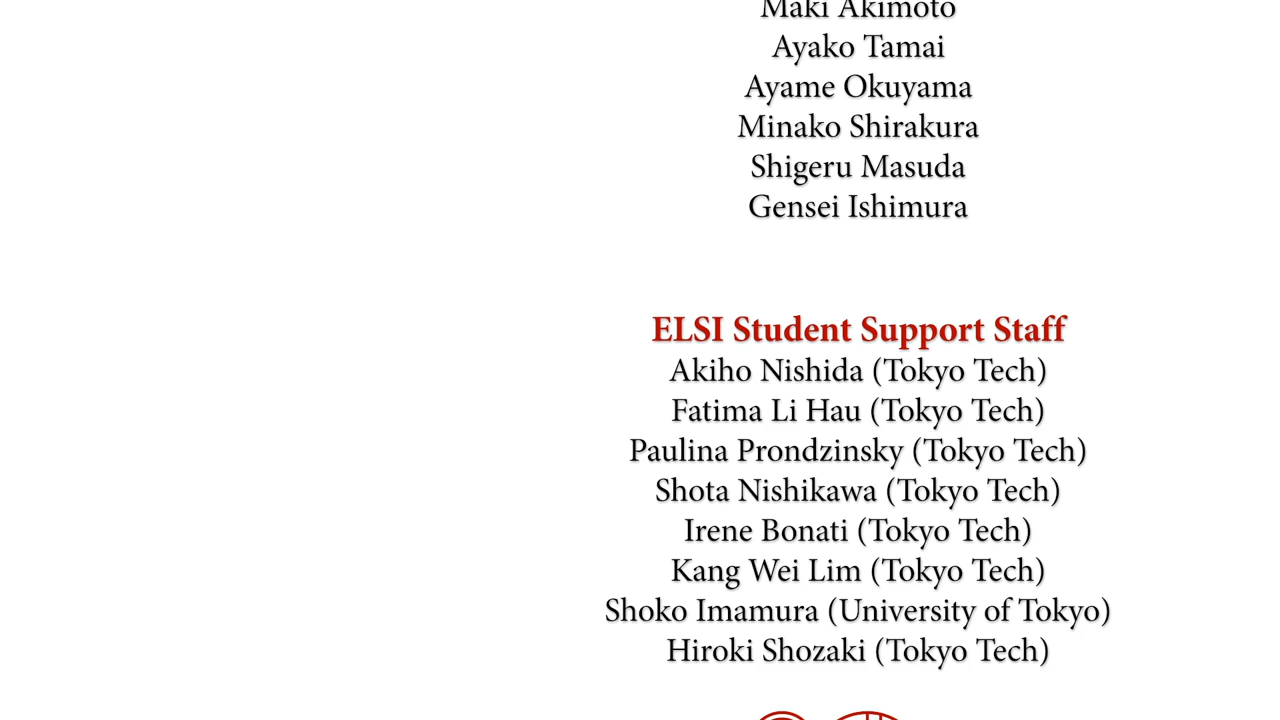 Maki Akimoto
Ayako Tamai
Ayame Okuyama
Minako Shirakura
Shigeru Masuda
Gensei Ishimura
ELSI Student Support Staff
Akiho Nishida (Tokyo Tech)
Fatima Li Hau (Tokyo Tech)
Paulina Prondzinsky (Tokyo Tech)
Shota Nishikawa (Tokyo Tech)
Irene Bonati (Tokyo Tech)
Kang Wei Lim (Tokyo Tech)
Shoko Imamura (University of Tokyo)
Hiroki Shozaki (Tokyo Tech)